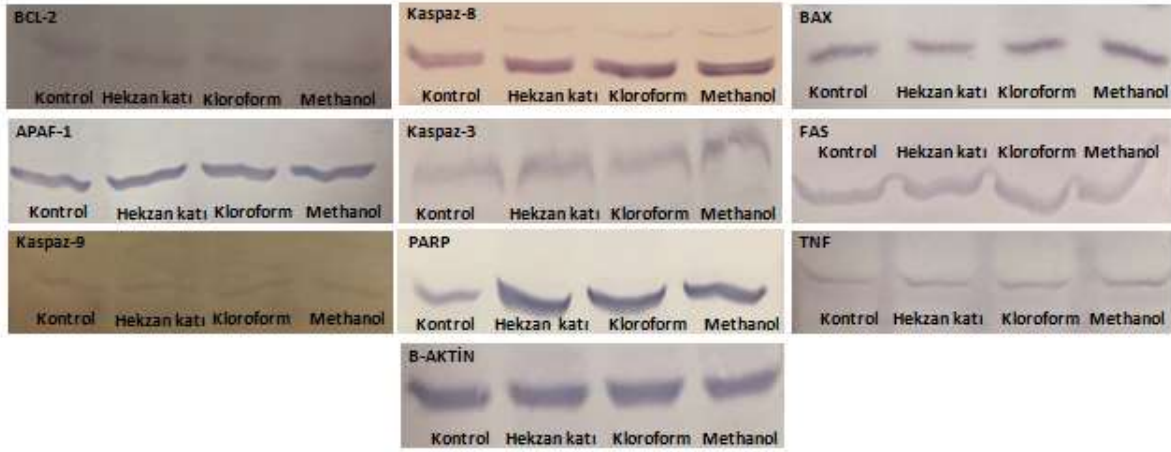 BCL-2
Kontrol Hekzan katı Kloroform Methanol
Kaspaz-8
Kontrol Hekzan katı Kloroform Methanol
BAX
Kontrol Hekzan katı Kloroform Methanol
APAF-1
Kontrol Hekzan katı Kloroform Methanol
Kaspaz-3
Kontrol Hekzan katı Kloroform Methanol
FAS
Kontrol Hekzan katı Kloroform Methanol
Kaspaz-9
Kontrol Hekzan katı Kloroform Methanol
PARP
Kontrol Hekzan katı Kloroform Methanol
TNF
Kontrol Hekzan katı Kloroform Methanol
B-AKTİN
Kontrol Hekzan katı Kloroform Methanol